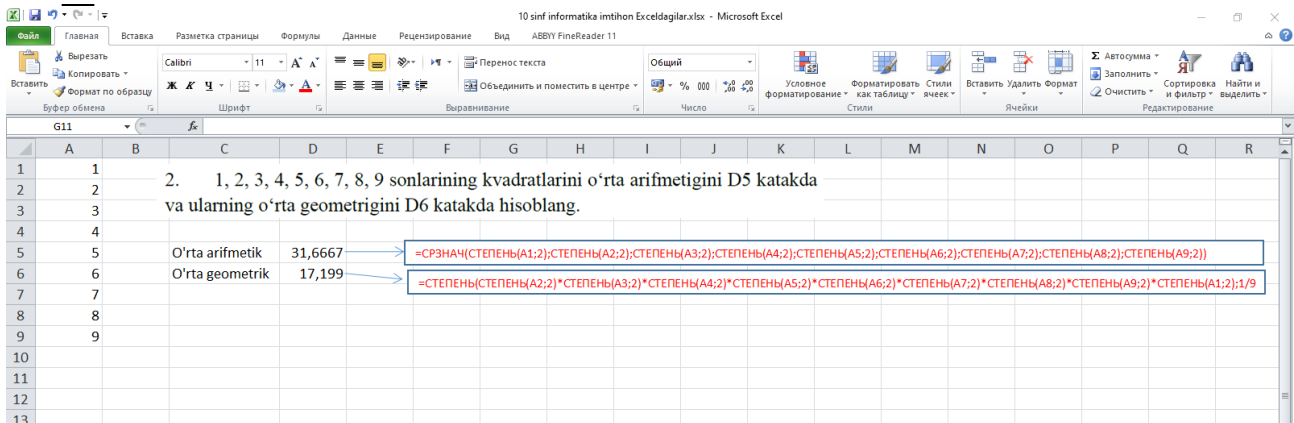 10 sinf informatika imtihon Exceldagilar.xlsx - Microsoft Excel
Файл Главная Вставка Разметка страницы Формулы Данные Рецензирование Вид ABBYY FineReader 11
Вставить Вырезать Копировать Формат по образцу Буфер обмена
Calibri 11 Ж К Ч Шрифт
Перенос текста Объединить и поместить в центре Выравнивание
Общий % 000 Число
Условное форматирование Форматировать как таблицу Стили ячеек Стили
Вставить Удалить Формат Ячейки
Σ Автосумма Заполнить Очистить Сортировка и фильтр Найти и выделить Редактирование
G11 fx
A B C D E F G H I J K L M N O P Q R
1 1
2. 1, 2, 3, 4, 5, 6, 7, 8, 9 sonlarining kvadratlarini o‘rta arifmetigini D5 katakda
2 2
va ularning o‘rta geometrigini D6 katakda hisoblang.
3 3
4 4
5 5 O'rta arifmetik 31,6667 =СРЗНАЧ(СТЕПЕНЬ(A1;2);СТЕПЕНЬ(A2;2);СТЕПЕНЬ(A3;2);СТЕПЕНЬ(A4;2);СТЕПЕНЬ(A5;2);СТЕПЕНЬ(A6;2);СТЕПЕНЬ(A7;2);СТЕПЕНЬ(A8;2);СТЕПЕНЬ(A9;2))
6 6 O'rta geometrik 17,199 =СТЕПЕНЬ(СТЕПЕНЬ(A2;2)*СТЕПЕНЬ(A3;2)*СТЕПЕНЬ(A4;2)*СТЕПЕНЬ(A5;2)*СТЕПЕНЬ(A6;2)*СТЕПЕНЬ(A7;2)*СТЕПЕНЬ(A8;2)*СТЕПЕНЬ(A9;2)*СТЕПЕНЬ(A1;2);1/9
7 7
8 8
9 9
10
11
12
13